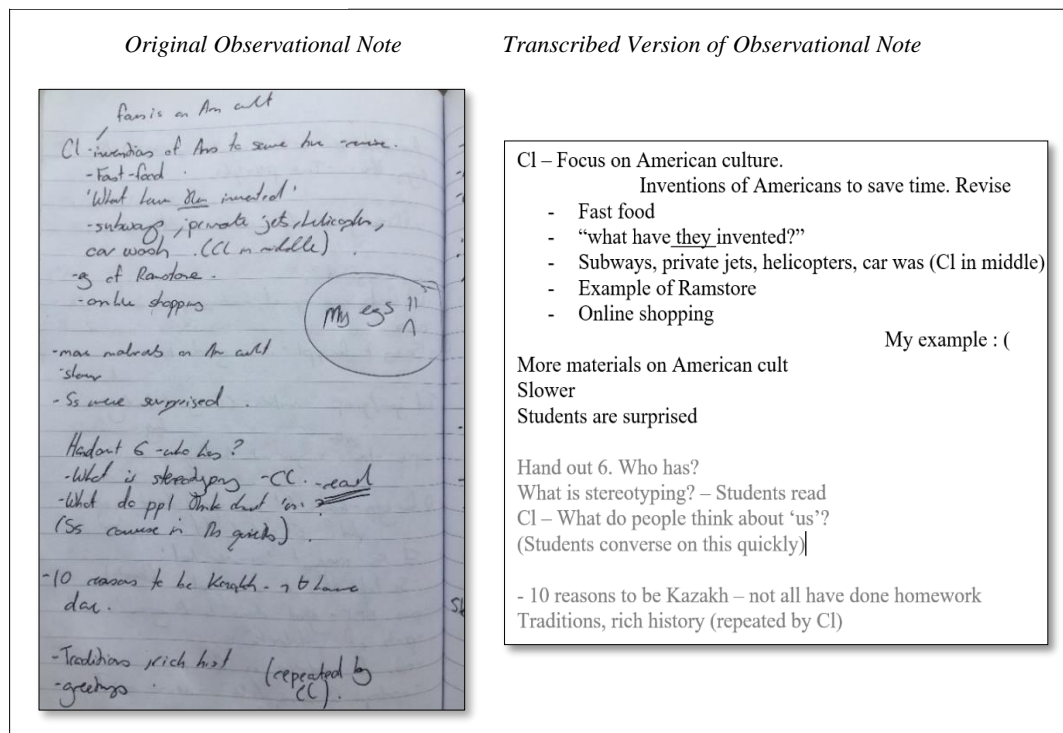 Original Observational Note
Transcribed Version of Observational Note
focus on Am cult
Cl - inventions of Ams to save time - revise.
- Fast-food.
'What have they invented'
- subways, private jets, helicopters,
car wash. (Cl in middle)
- eg of Ramstore.
- online shopping
My egs
- more materials on Am cult
- slower
- Ss were surprised.
Handout 6 - who has?
- What is stereotyping - Cl. - read
- What do ppl think about 'us'?
(Ss converse in this quickly).
- 10 reasons to be Kazakh - to have
done.
- Traditions, rich hist (repeated by
- greetings. Cl).
Cl – Focus on American culture.
Inventions of Americans to save time. Revise
- Fast food
- “what have they invented?”
- Subways, private jets, helicopters, car was (Cl in middle)
- Example of Ramstore
- Online shopping
My example : (
More materials on American cult
Slower
Students are surprised
Hand out 6. Who has?
What is stereotyping? – Students read
Cl – What do people think about ‘us’?
(Students converse on this quickly)
- 10 reasons to be Kazakh – not all have done homework
Traditions, rich history (repeated by Cl)